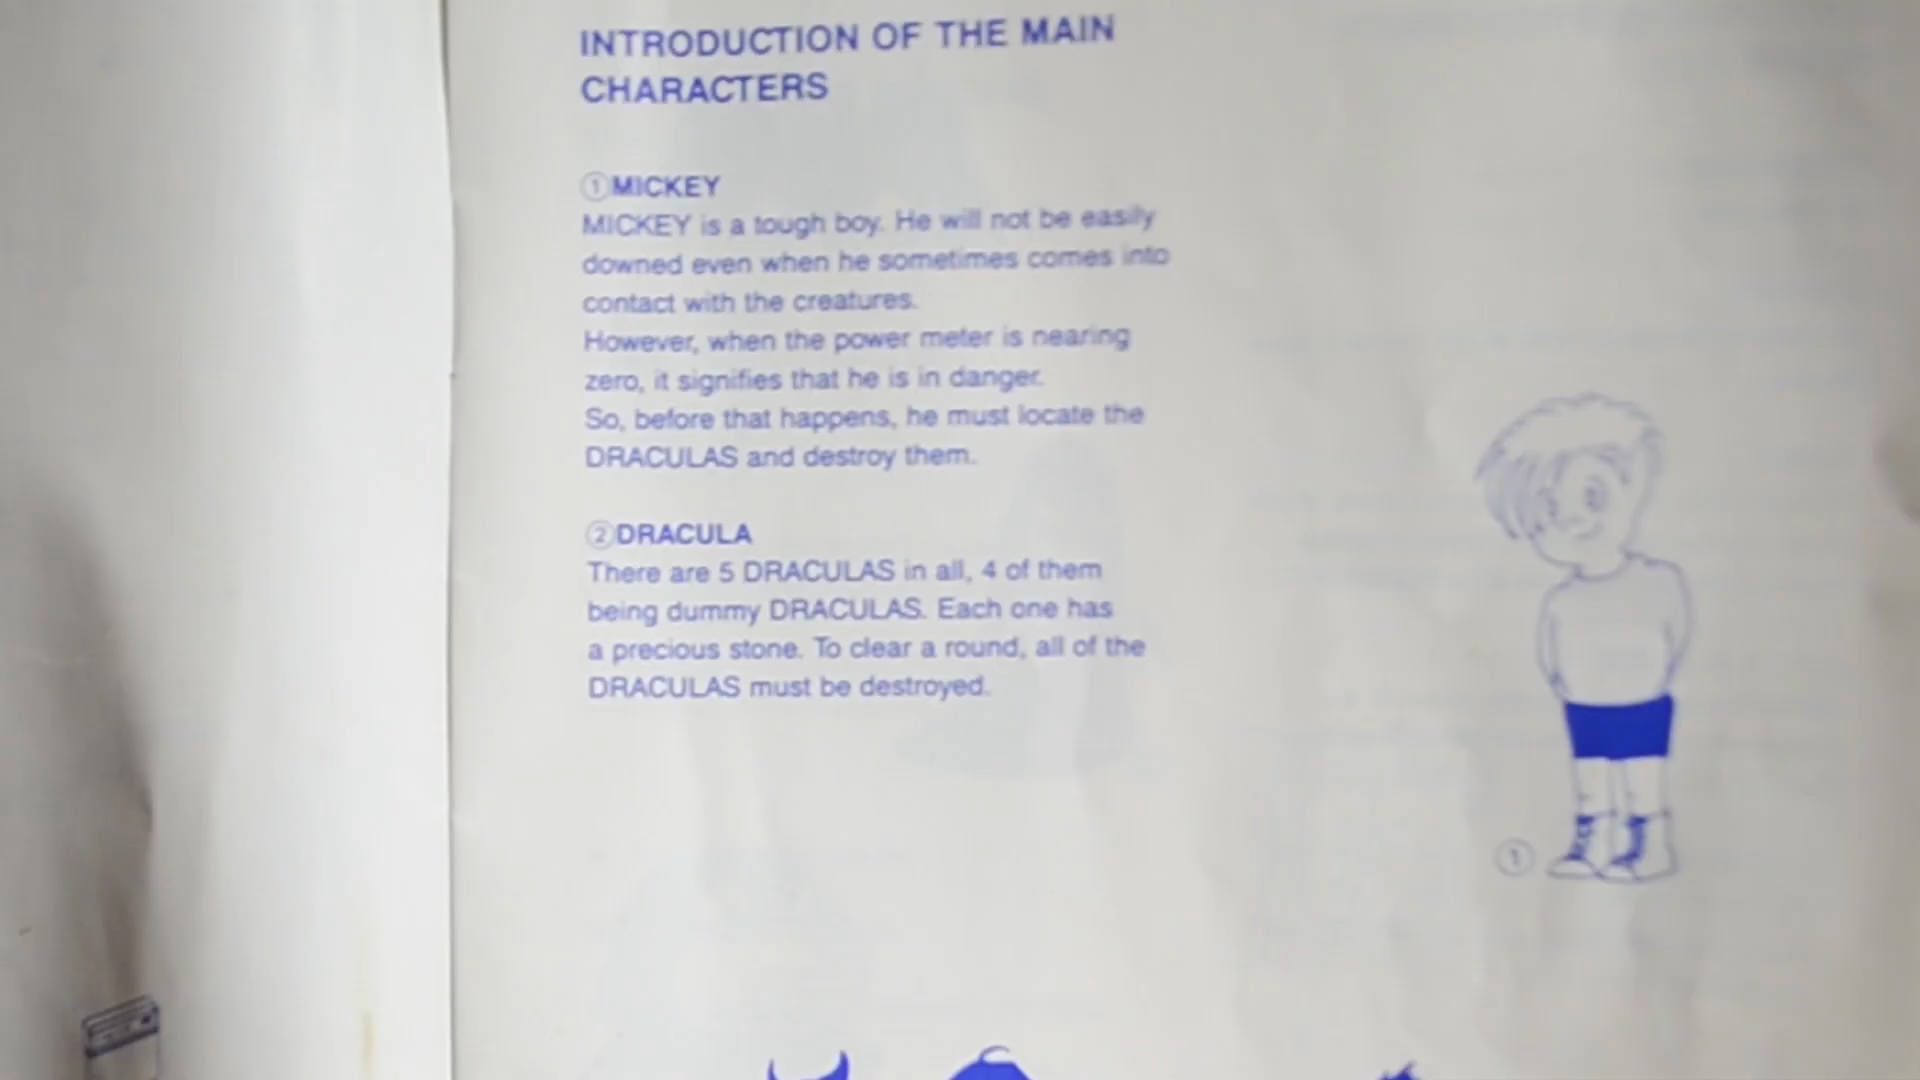 INTRODUCTION OF THE MAIN
CHARACTERS
①MICKEY
MICKEY is a tough boy. He will not be easily
downed even when he sometimes comes into
contact with the creatures.
However, when the power meter is nearing
zero, it signifies that he is in danger.
So, before that happens, he must locate the
DRACULAS and destroy them.
②DRACULA
There are 5 DRACULAS in all, 4 of them
being dummy DRACULAS. Each one has
a precious stone. To clear a round, all of the
DRACULAS must be destroyed.
①